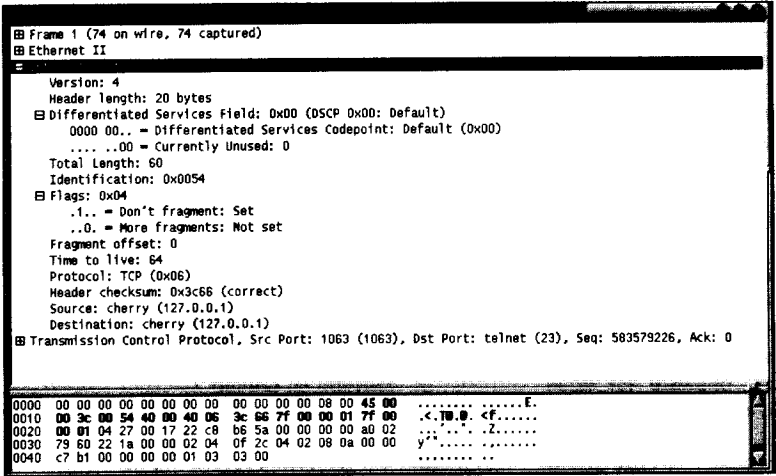 ⊞ Frame 1 (74 on wire, 74 captured)
⊞ Ethernet II
Version: 4
Header length: 20 bytes
⊟ Differentiated Services Field: 0x00 (DSCP 0x00: Default)
0000 00.. = Differentiated Services Codepoint: Default (0x00)
.... ..00 = Currently Unused: 0
Total Length: 60
Identification: 0x0054
⊟ Flags: 0x04
.1.. = Don't fragment: Set
..0. = More fragments: Not set
Fragment offset: 0
Time to live: 64
Protocol: TCP (0x06)
Header checksum: 0x3c66 (correct)
Source: cherry (127.0.0.1)
Destination: cherry (127.0.0.1)
⊞ Transmission Control Protocol, Src Port: 1063 (1063), Dst Port: telnet (23), Seq: 583579226, Ack: 0
0000 00 00 00 00 00 00 00 00 00 00 00 00 08 00 45 00 ........ ......E.
0010 00 3c 00 54 40 00 40 06 3c 66 7f 00 00 01 7f 00 .<.T@.@. <f......
0020 00 01 04 27 00 17 22 c8 b6 5a 00 00 00 00 a0 02 ...'..". .Z......
0030 79 60 22 1a 00 00 02 04 0f 2c 04 02 08 0a 00 00 y`"..... .,......
0040 c7 b1 00 00 00 00 01 03 03 00 ........ ..